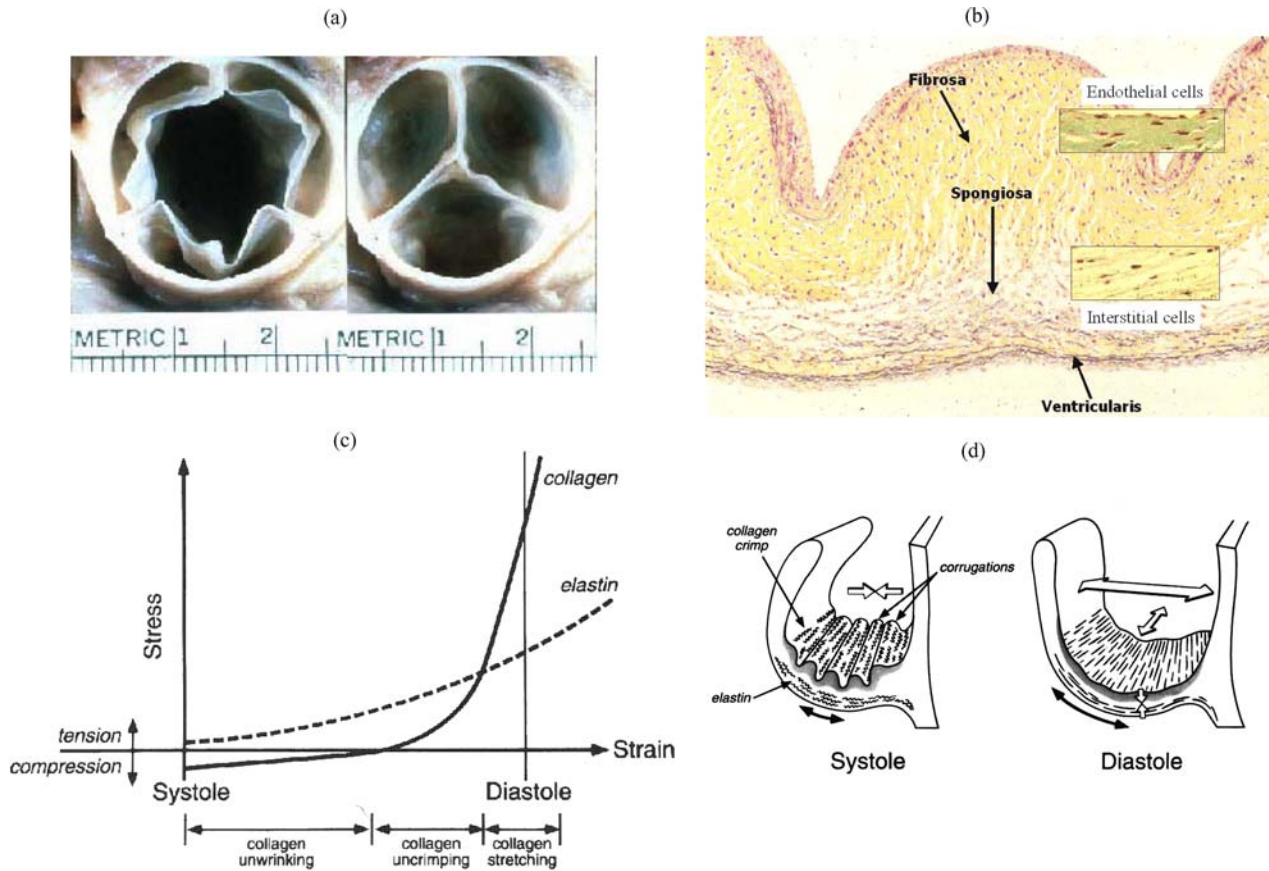 (a)
METRIC 1 2
METRIC 1 2
(b)
Fibrosa
Endothelial cells
Spongiosa
Interstitial cells
Ventricularis
(c)
Stress
collagen
elastin
tension
compression
Strain
Systole
Diastole
collagen
unwrinking
collagen
uncrimping
collagen
stretching
(d)
collagen
crimp
corrugations
elastin
Systole
Diastole